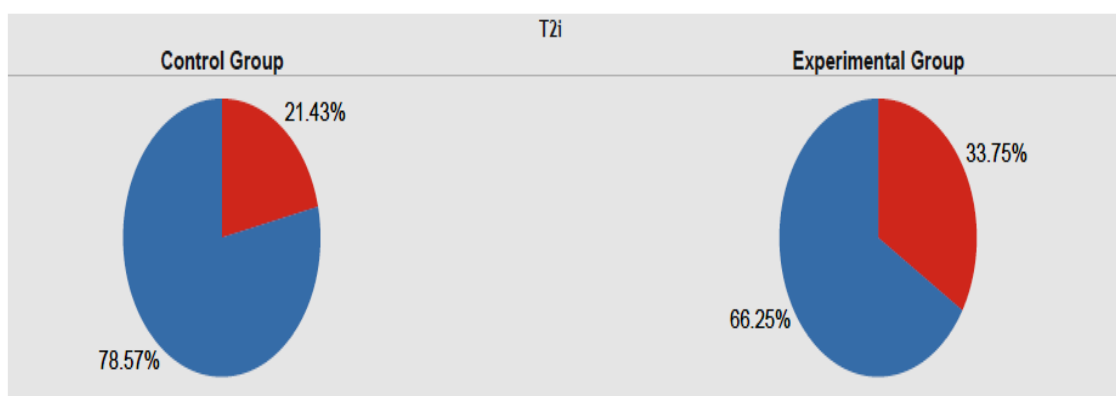 T2i
Control Group
Experimental Group
21.43%
78.57%
33.75%
66.25%